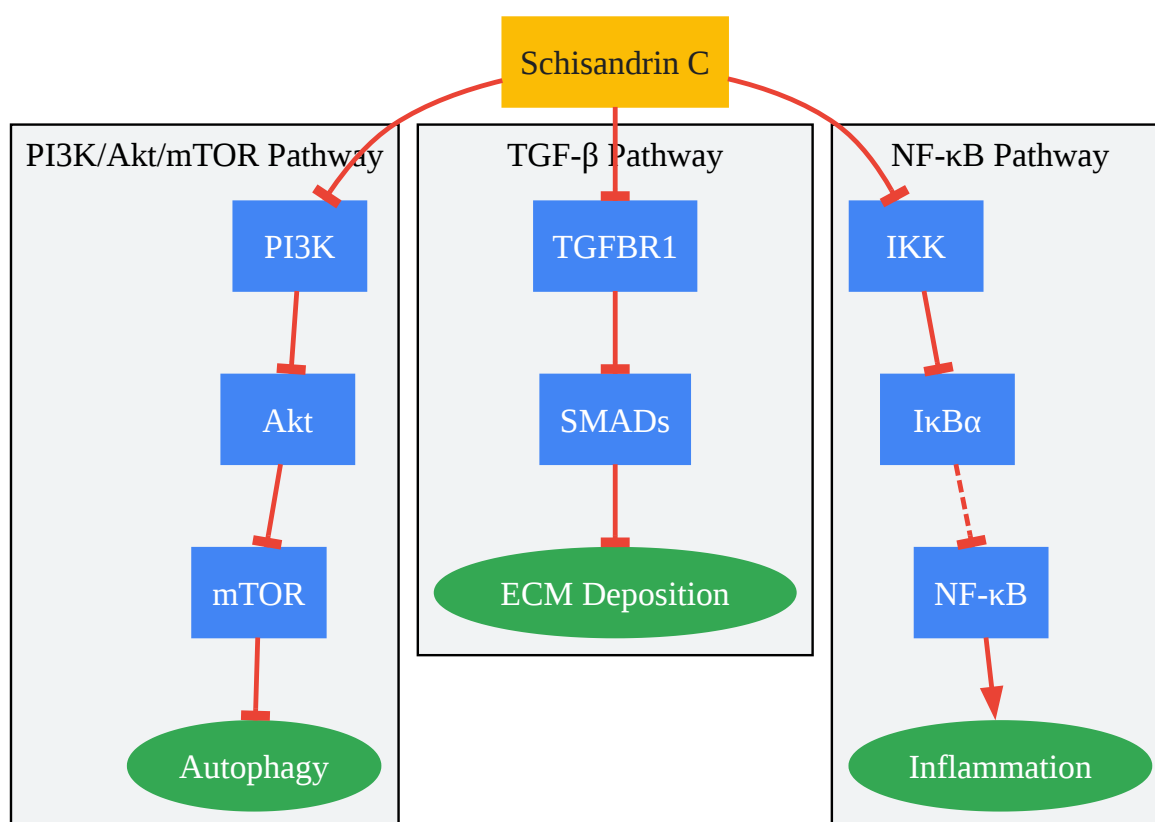 Schisandrin C
PI3K/Akt/mTOR Pathway
PI3K
Akt
mTOR
Autophagy
TGF-β Pathway
TGFBR1
SMADs
ECM Deposition
NF-κB Pathway
IKK
IκBα
NF-κB
Inflammation